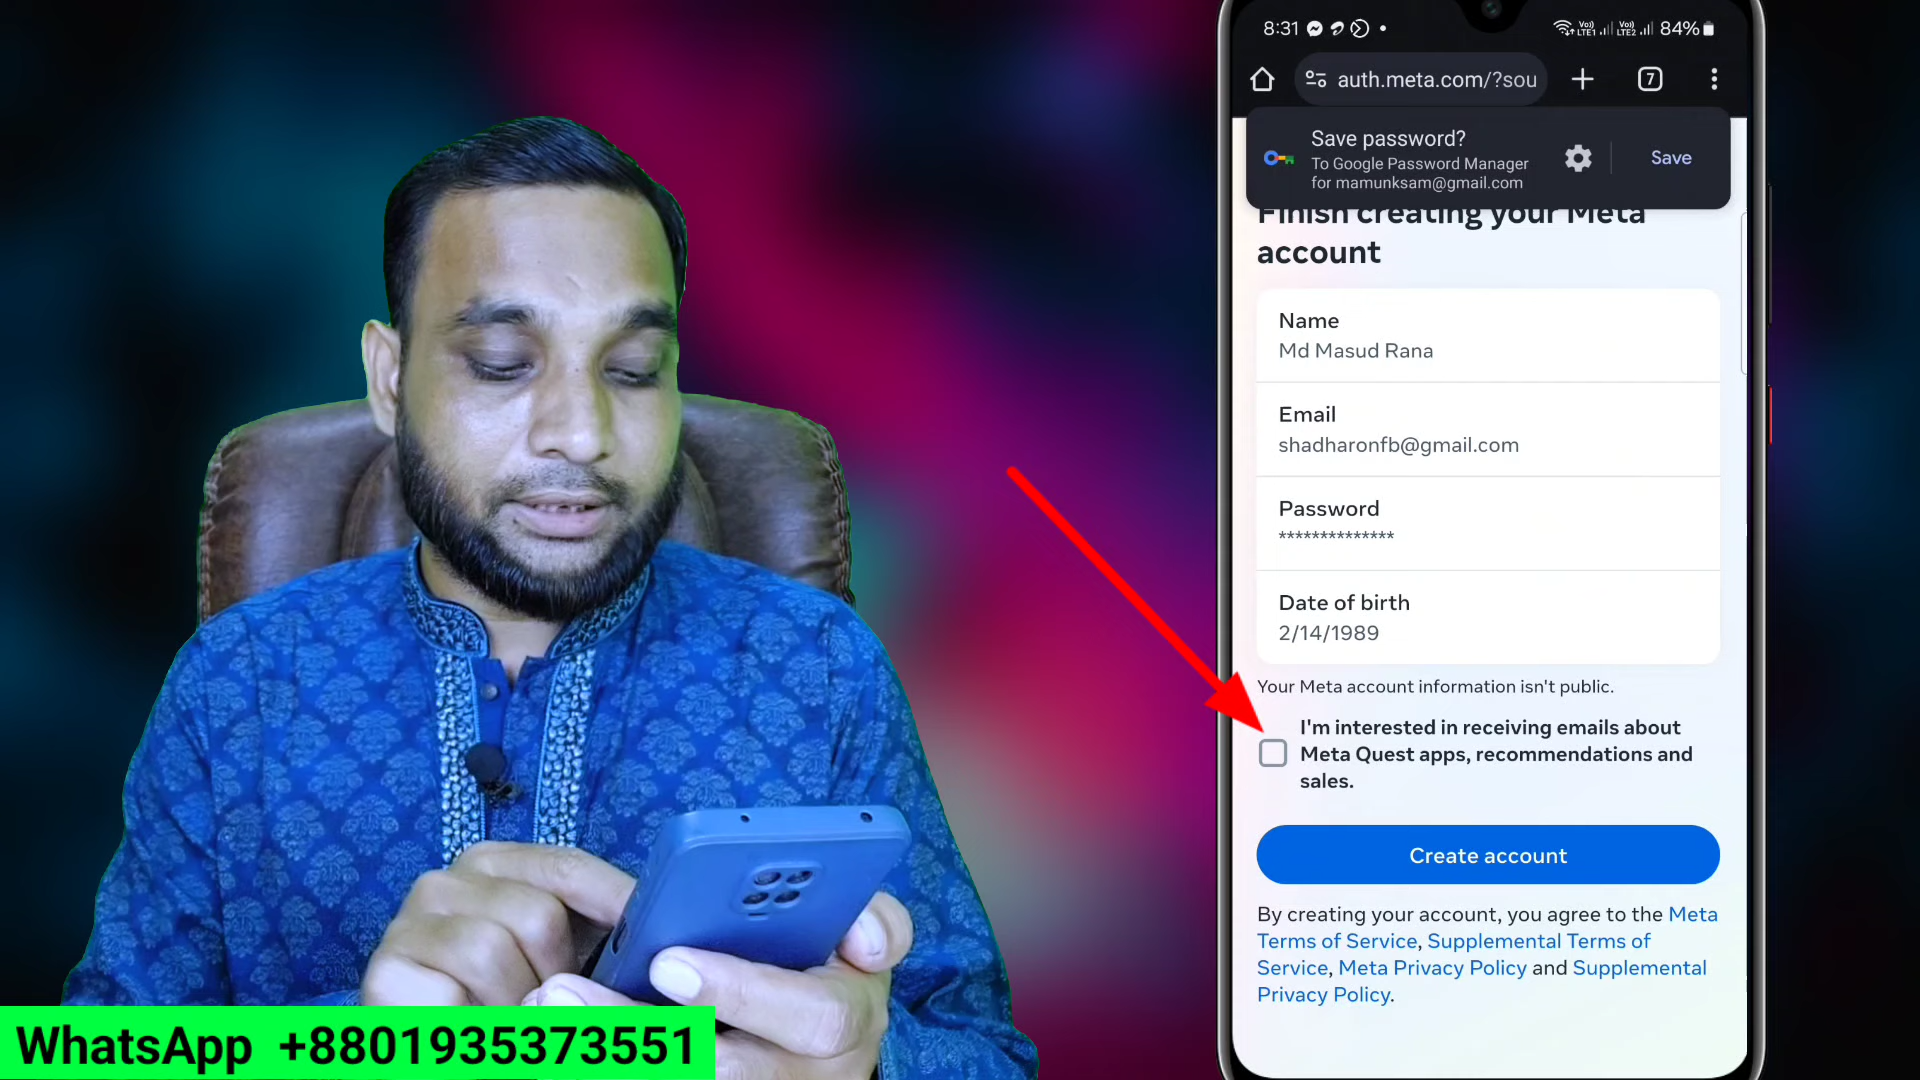 8:31
84%
auth.meta.com/?sou
7
Save password?
To Google Password Manager
for mamunksam@gmail.com
Save
Finish creating your Meta
account
Name
Md Masud Rana
Email
shadharonfb@gmail.com
Password
**************
Date of birth
2/14/1989
Your Meta account information isn't public.
I'm interested in receiving emails about
Meta Quest apps, recommendations and
sales.
Create account
By creating your account, you agree to the Meta
Terms of Service, Supplemental Terms of
Service, Meta Privacy Policy and Supplemental
Privacy Policy.
WhatsApp +8801935373551